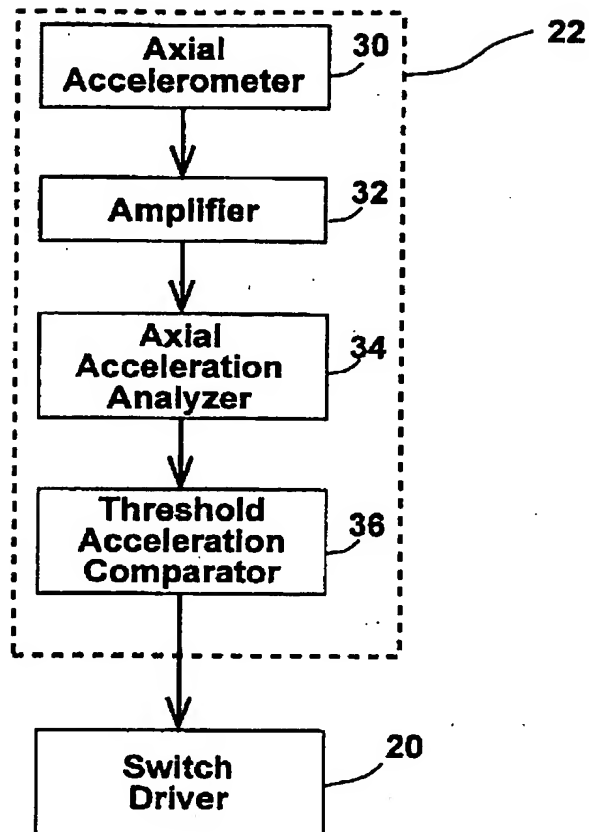 22
Axial
Accelerometer
30
Amplifier
32
Axial
Acceleration
Analyzer
34
Threshold
Acceleration
Comparator
36
Switch
Driver
20